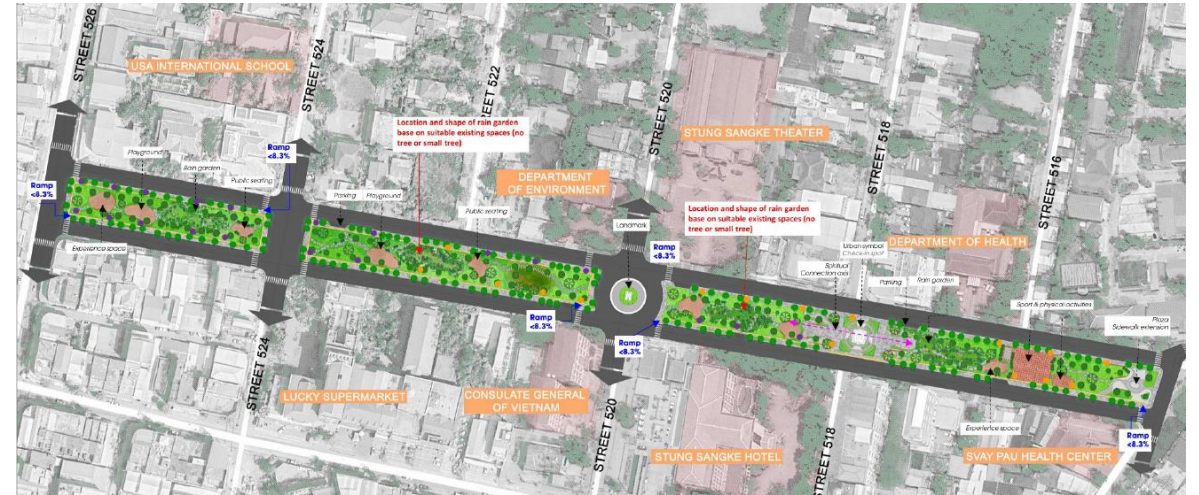 STREET 526
USA INTERNATIONAL SCHOOL
STREET 524
STREET 522
STREET 520
STREET 518
STREET 516
Location and shape of rain garden
base on suitable existing spaces (no
tree or small tree)
STUNG SANGKE THEATER
DEPARTMENT
OF ENVIRONMENT
Location and shape of rain garden
base on suitable existing spaces (no
tree or small tree)
DEPARTMENT OF HEALTH
Ramp
<8.3%
Playground
Rain garden
Public seating
Ramp
<8.3%
Experience space
Parking
Playground
Public seating
Landmark
Ramp
<8.3%
N
Ramp
<8.3%
Ramp
<8.3%
Urban symbol
Check-in spot
Spiritual
Connection axis
Parking
Rain garden
Sport & physical activities
Plaza
Sidewalk extension
Experience space
Ramp
<8.3%
STREET 524
LUCKY SUPERMARKET
CONSULATE GENERAL
OF VIETNAM
STREET 520
STUNG SANGKE HOTEL
STREET 518
SVAY PAU HEALTH CENTER